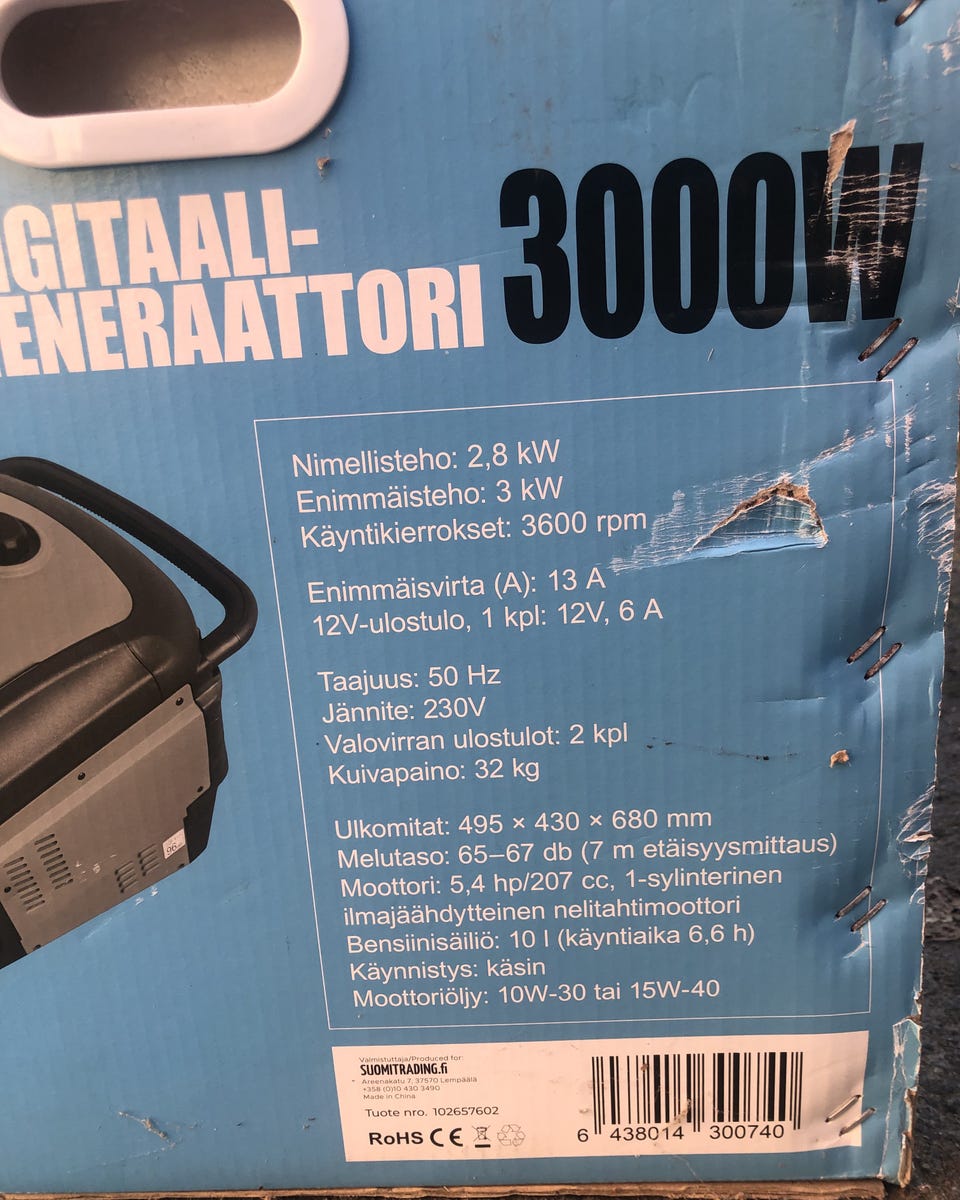 IGITAALI-
ENERAATTORI
3000W
Nimellisteho: 2,8 kW
Enimmäisteho: 3 kW
Käyntikierrokset: 3600 rpm
Enimmäisvirta (A): 13 A
12V-ulostulo, 1 kpl: 12V, 6 A
Taajuus: 50 Hz
Jännite: 230V
Valovirran ulostulot: 2 kpl
Kuivapaino: 32 kg
Ulkomitat: 495 × 430 × 680 mm
Melutaso: 65–67 db (7 m etäisyysmittaus)
Moottori: 5,4 hp/207 cc, 1-sylinterinen
ilmajäähdytteinen nelitahtimoottori
Bensiinisäiliö: 10 l (käyntiaika 6,6 h)
Käynnistys: käsin
Moottoriöljy: 10W-30 tai 15W-40
96
Valmistuttaja/Produced for:
SUOMITRADING.fi
Areenakatu 7, 37570 Lempäälä
+358 (0)10 430 3490
Made in China
Tuote nro. 102657602
RoHS CE
6 438014 300740